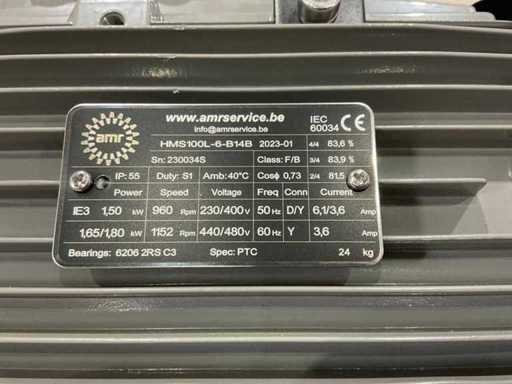 amr
www.amrservice.be
info@amrservice.be
IEC
60034 CE
HMS100L-6-B14B 2023-01 4/4 83,6%
Sn: 230034S Class: F/B 3/4 83,9%
IP: 55 Duty: S1 Amb: 40°C Cosϕ 0,73 2/4 81,5
Power Speed Voltage Freq Conn Current
IE3 1,50 kW 960 Rpm 230/400 V 50 Hz D/Y 6,1/3,6 Amp
1,65/1,80 kW 1152 Rpm 440/480 V 60 Hz Y 3,6 Amp
Bearings: 6206 2RS C3 Spec: PTC 24 kg